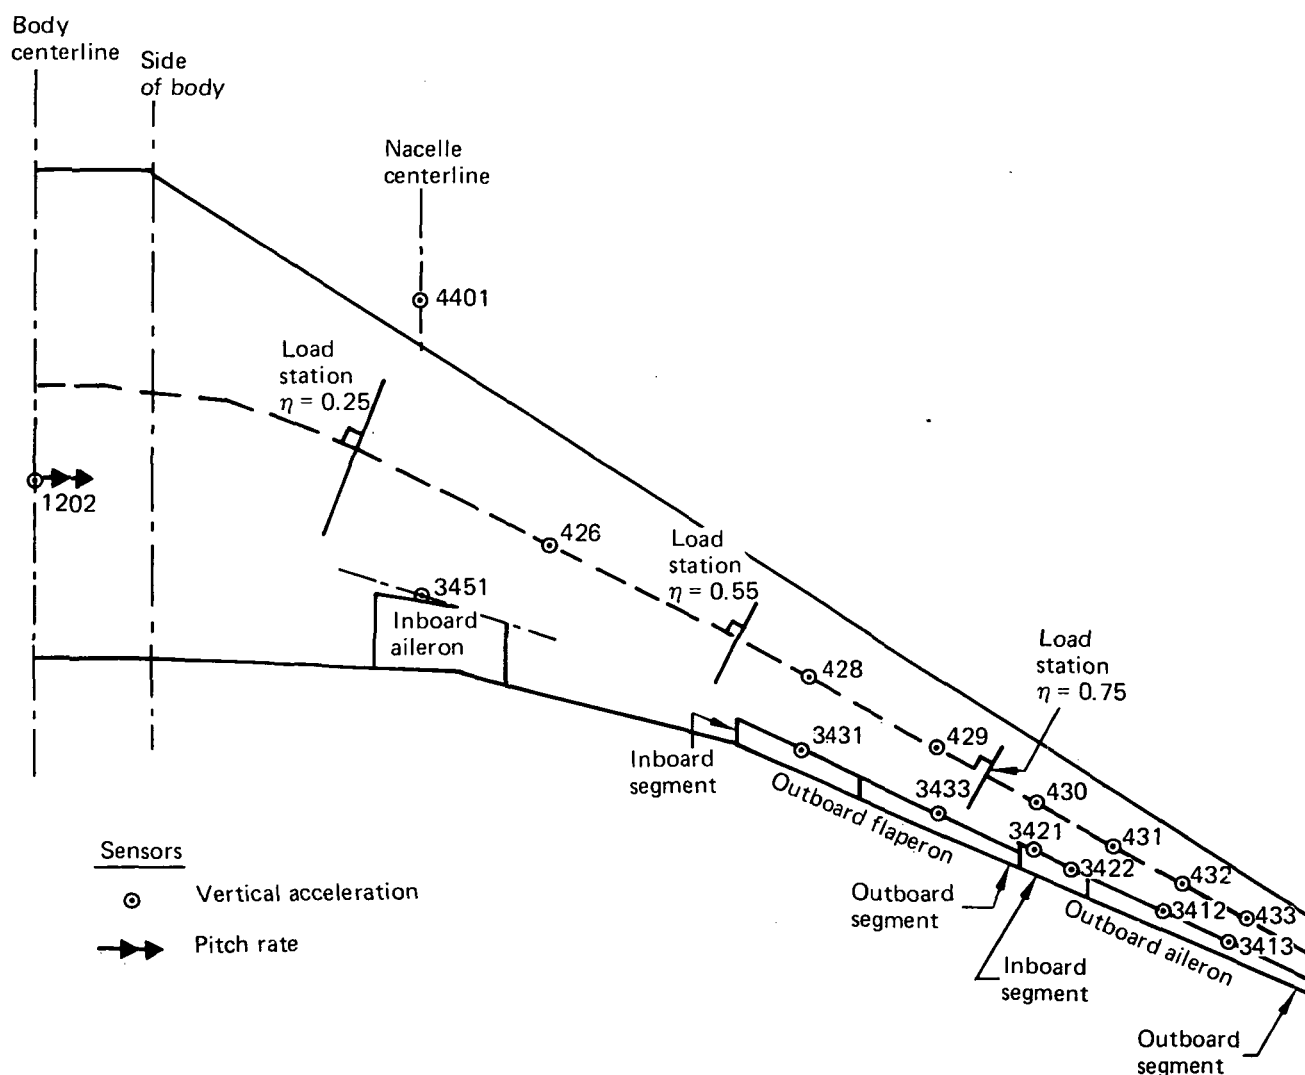 Body
centerline
Side
of body
Nacelle
centerline
4401
Load
station
η = 0.25
1202
426
Load
station
η = 0.55
3451
Inboard
aileron
428
Load
station
η = 0.75
3431
429
Inboard
segment
3433
430
Outboard flaperon
3421
431
3422
432
Sensors
Vertical acceleration
Outboard
segment
3412
433
Outboard aileron
3413
Pitch rate
Inboard
segment
Outboard
segment